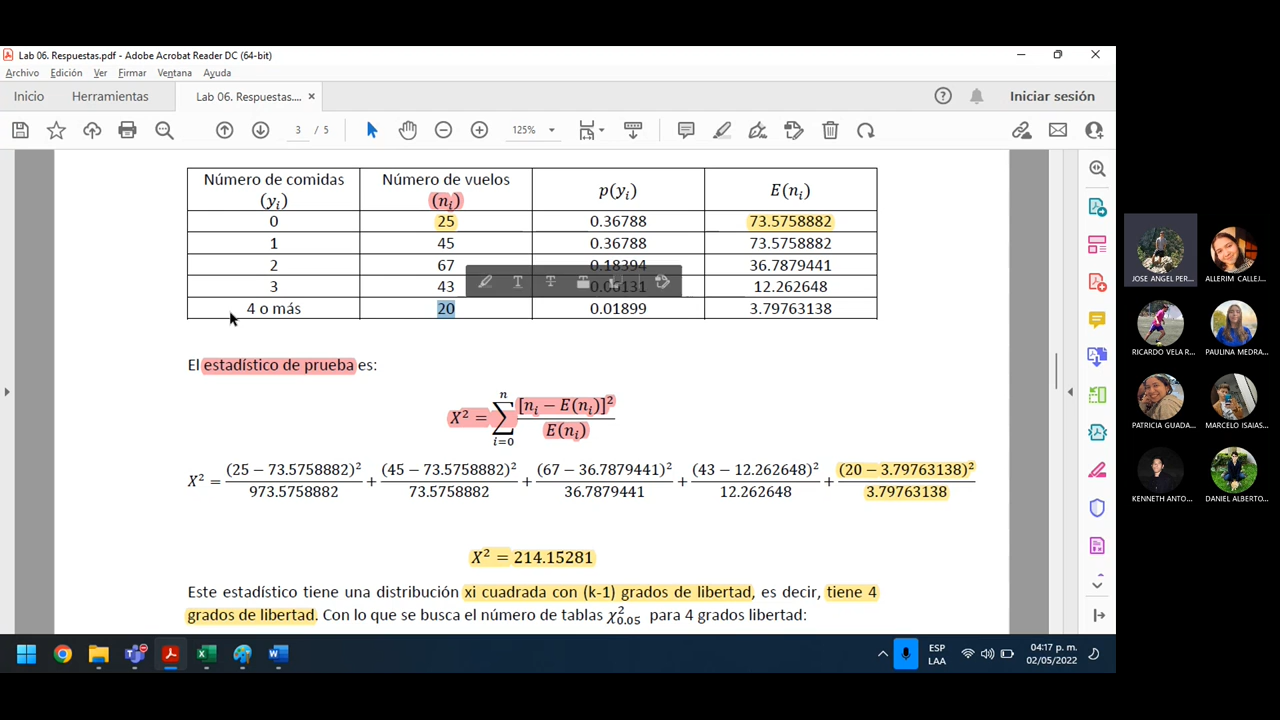 Lab 06. Respuestas.pdf - Adobe Acrobat Reader DC (64-bit)
Archivo Edición Ver Firmar Ventana Ayuda
Inicio Herramientas Lab 06. Respuestas.... × Iniciar sesión
3 / 5 125%
Número de comidas (yᵢ) Número de vuelos (nᵢ) p(yᵢ) E(nᵢ)
0 25 0.36788 73.5758882
1 45 0.36788 73.5758882
2 67 0.18394 36.7879441
3 43 12.262648
4 o más 20 0.01899 3.79763138
El estadístico de prueba es:
X² = ∑ⁿᵢ₌₀ [nᵢ − E(nᵢ)]² / E(nᵢ)
X² = (25 − 73.5758882)² / 973.5758882 + (45 − 73.5758882)² / 73.5758882 + (67 − 36.7879441)² / 36.7879441 + (43 − 12.262648)² / 12.262648 + (20 − 3.79763138)² / 3.79763138
X² = 214.15281
Este estadístico tiene una distribución xi cuadrada con (k-1) grados de libertad, es decir, tiene 4
grados de libertad. Con lo que se busca el número de tablas χ²₀.₀₅ para 4 grados libertad:
JOSE ANGEL PER... ALLERIM CALLEJ...
RICARDO VELA R... PAULINA MEDRA...
PATRICIA GUADA... MARCELO ISAIAS...
KENNETH ANTO... DANIEL ALBERTO...
ESP
LAA
04:17 p. m.
02/05/2022